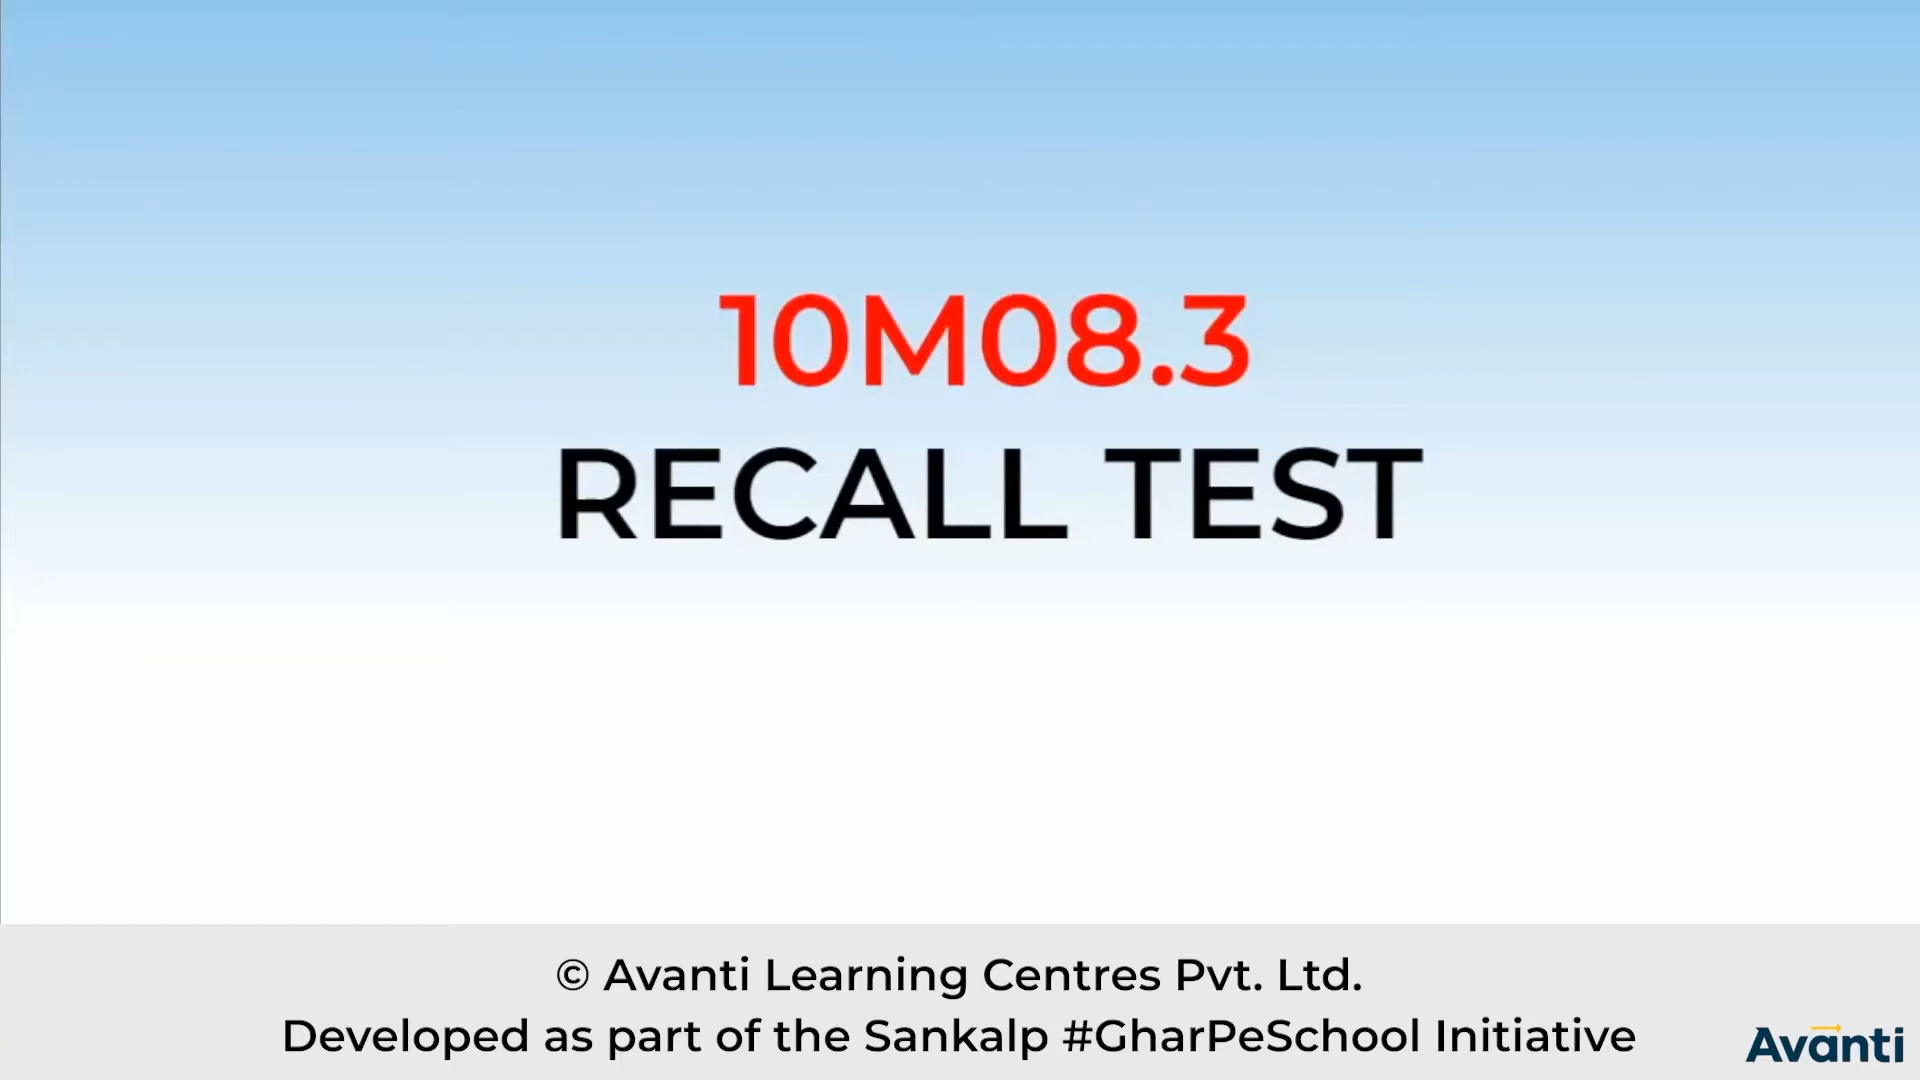 10M08.3
RECALL TEST
© Avanti Learning Centres Pvt. Ltd.
Developed as part of the Sankalp #GharPeSchool Initiative
Avanti